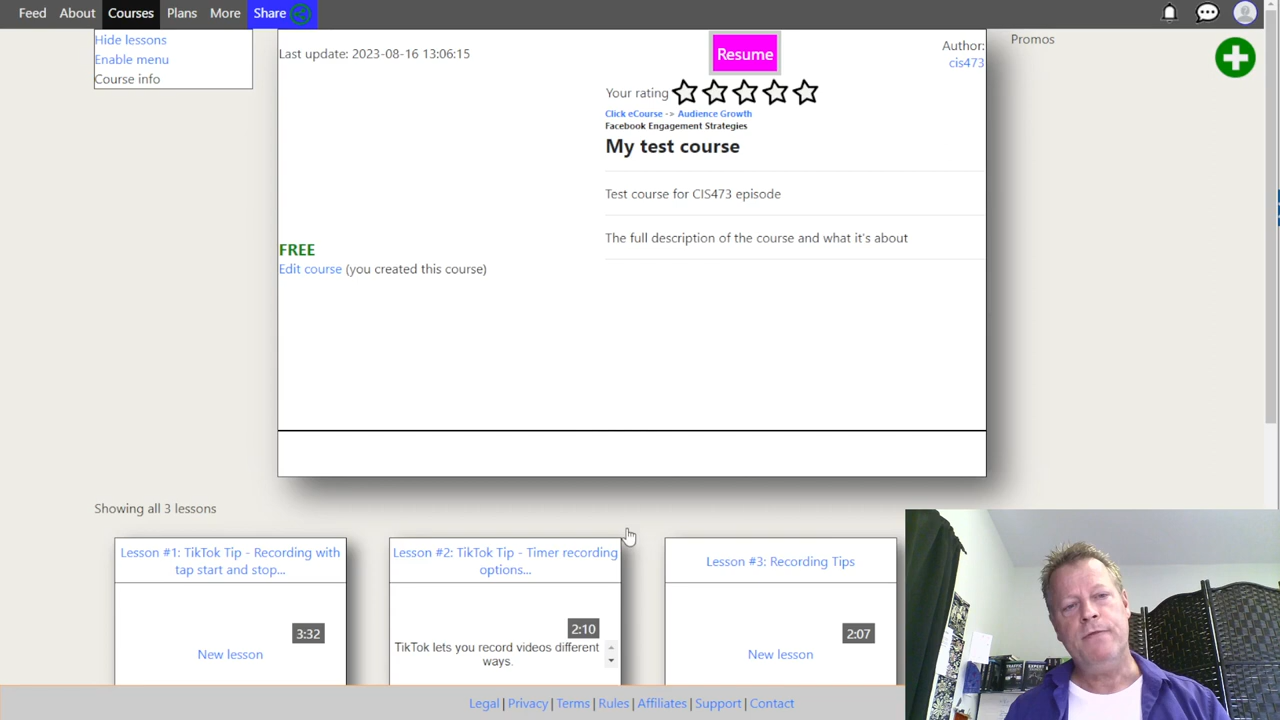 Feed About Courses Plans More Share
Hide lessons
Enable menu
Course info
Last update: 2023-08-16 13:06:15
Resume
Author:
cis473
Promos
Your rating
Click eCourse -> Audience Growth
Facebook Engagement Strategies
My test course
Test course for CIS473 episode
The full description of the course and what it's about
FREE
Edit course (you created this course)
Showing all 3 lessons
Lesson #1: TikTok Tip - Recording with
tap start and stop...
3:32
New lesson
Lesson #2: TikTok Tip - Timer recording
options...
2:10
TikTok lets you record videos different
ways.
Lesson #3: Recording Tips
2:07
New lesson
Legal | Privacy | Terms | Rules | Affiliates | Support | Contact